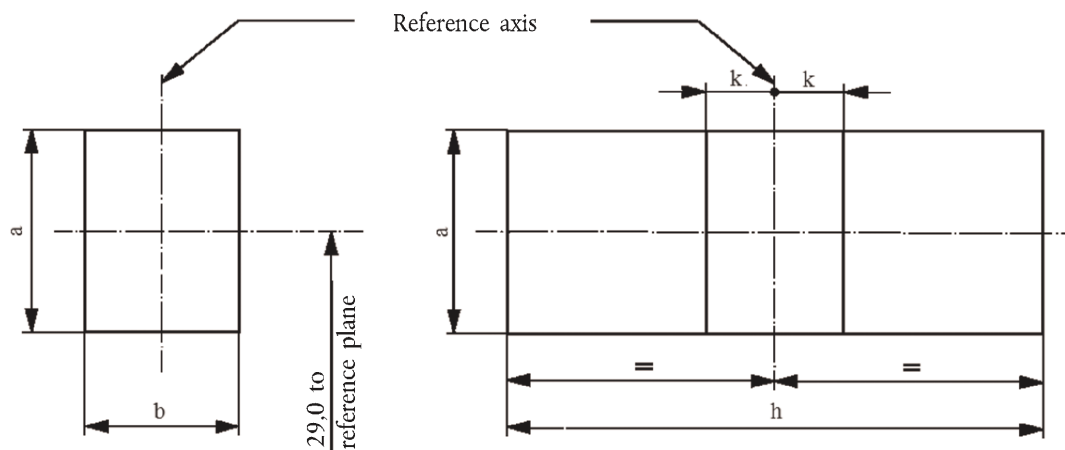 Reference axis
k
k
a
a
29,0 to
reference plane
=
=
b
h